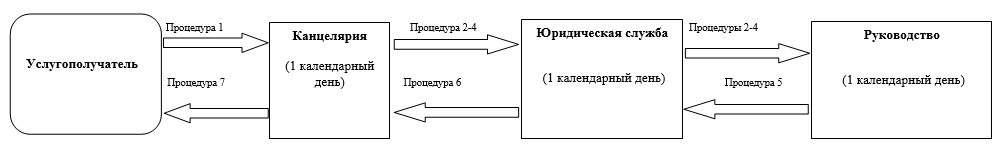 Услугополучатель
Процедура 1
Процедура 7
Канцелярия
(1 календарный
день)
Процедура 2-4
Процедура 6
Юридическая служба
(1 календарный день)
Процедуры 2-4
Процедура 5
Руководство
(1 календарный день)